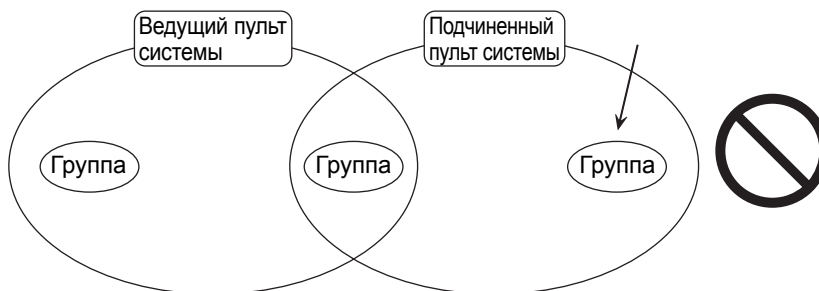 Ведущий пульт
системы
Подчиненный
пульт системы
Группа
Группа
Группа